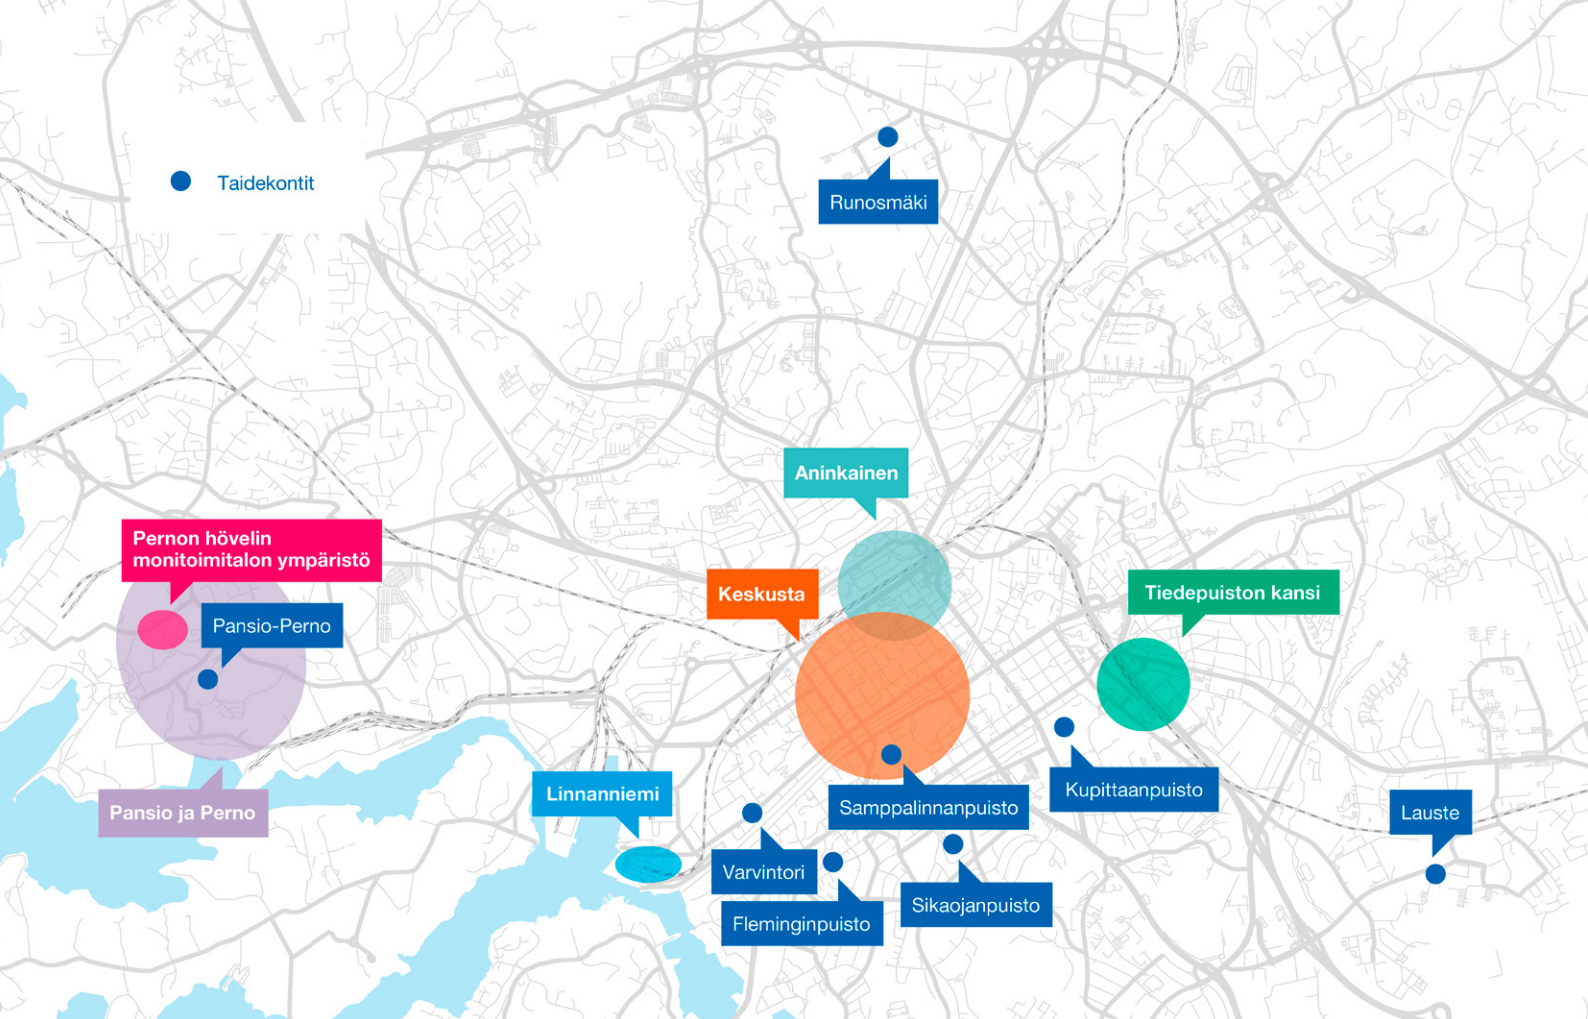 Taidekontit
Runosmäki
Aninkainen
Pernon hövelin
monitoimitalon ympäristö
Keskusta
Tiedepuiston kansi
Pansio-Perno
Linnanniemi
Kupittaanpuisto
Samppalinnanpuisto
Pansio ja Perno
Lauste
Varvintori
Sikaojanpuisto
Fleminginpuisto